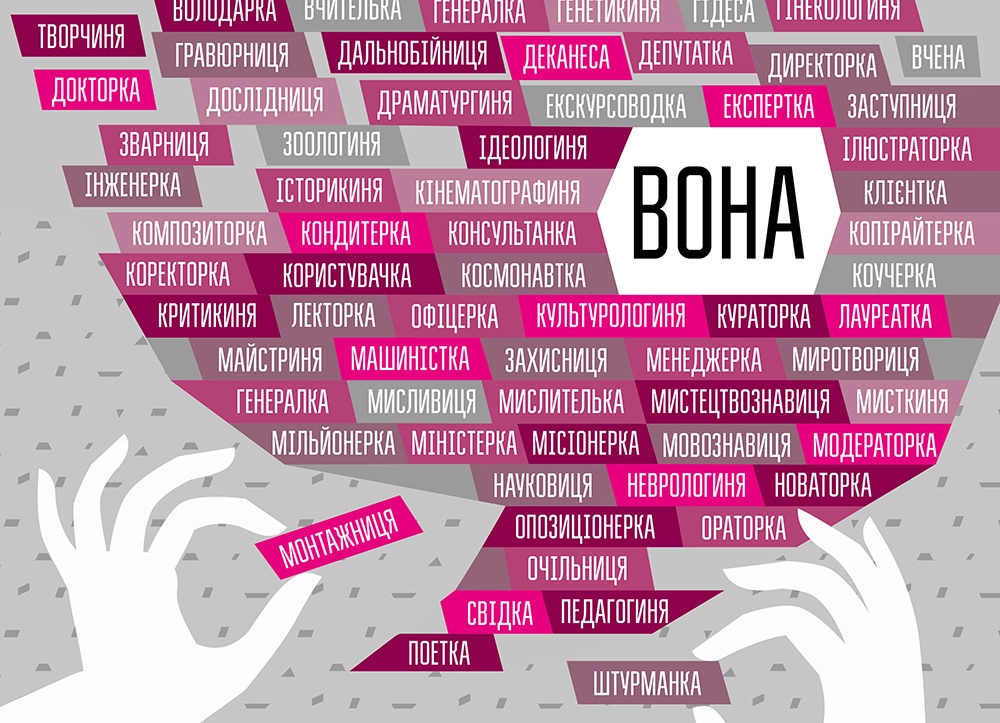 ВОЛОДАРКА ВЧИТЕЛЬКА ГЕНЕРАЛКА ГЕНЕТИКИНЯ ГІДЕСА ГІНЕКОЛОГИНЯ
ТВОРЧИНЯ ГРАВЮРНИЦЯ ДАЛЬНОБІЙНИЦЯ ДЕКАНЕСА ДЕПУТАТКА ДИРЕКТОРКА ВЧЕНА
ДОКТОРКА ДОСЛІДНИЦЯ ДРАМАТУРГИНЯ ЕКСКУРСОВОДКА ЕКСПЕРТКА ЗАСТУПНИЦЯ
ЗВАРНИЦЯ ЗООЛОГИНЯ ІДЕОЛОГИНЯ ІЛЮСТРАТОРКА
ІНЖЕНЕРКА ІСТОРИКИНЯ КІНЕМАТОГРАФИНЯ КЛІЄНТКА
ВОНА
КОМПОЗИТОРКА КОНДИТЕРКА КОНСУЛЬТАНКА КОПІРАЙТЕРКА
КОРЕКТОРКА КОРИСТУВАЧКА КОСМОНАВТКА КОУЧЕРКА
КРИТИКИНЯ ЛЕКТОРКА ОФІЦЕРКА КУЛЬТУРОЛОГИНЯ КУРАТОРКА ЛАУРЕАТКА
МАЙСТРИНЯ МАШИНІСТКА ЗАХИСНИЦЯ МЕНЕДЖЕРКА МИРОТВОРИЦЯ
ГЕНЕРАЛКА МИСЛИВИЦЯ МИСЛИТЕЛЬКА МИСТЕЦТВОЗНАВИЦЯ МИСТКИНЯ
МІЛЬЙОНЕРКА МІНІСТЕРКА МІСІОНЕРКА МОВОЗНАВИЦЯ МОДЕРАТОРКА
НАУКОВИЦЯ НЕВРОЛОГИНЯ НОВАТОРКА
МОНТАЖНИЦЯ ОПОЗИЦІОНЕРКА ОРАТОРКА
ОЧІЛЬНИЦЯ
СВІДКА ПЕДАГОГИНЯ
ПОЕТКА
ШТУРМАНКА